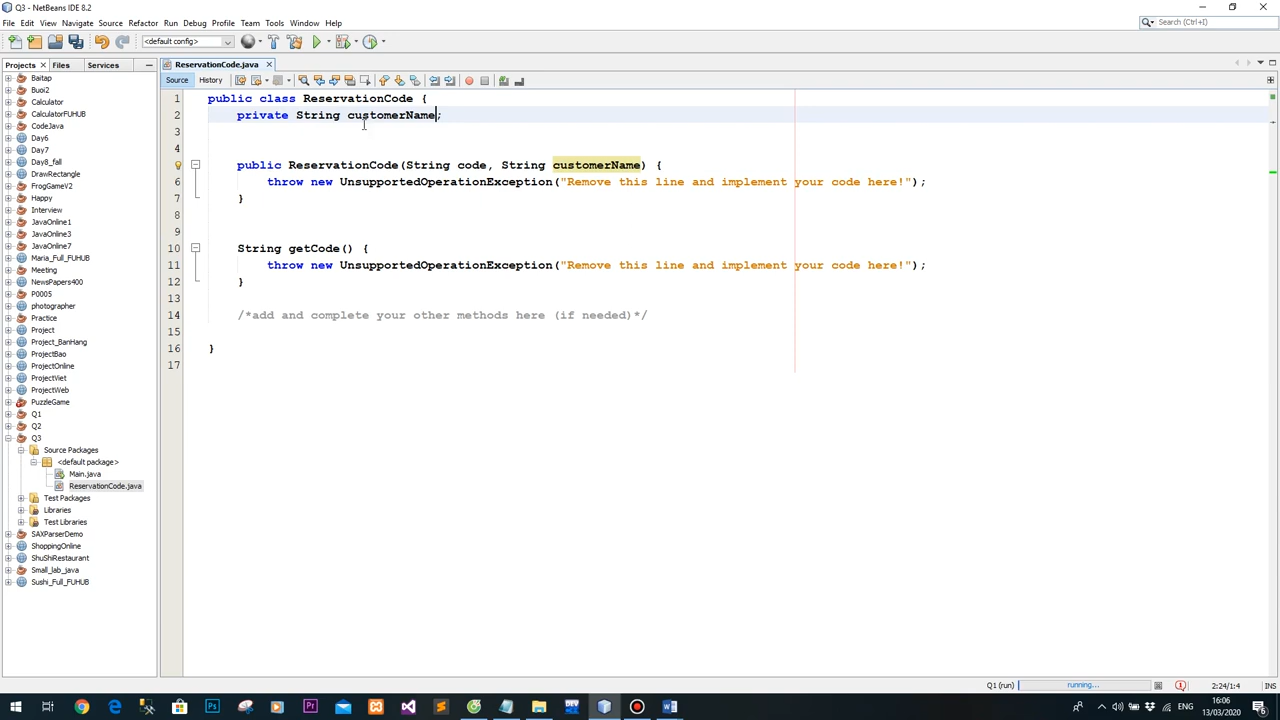 Q3 - NetBeans IDE 8.2
File Edit View Navigate Source Refactor Run Debug Profile Team Tools Window Help
Search (Ctrl+I)
<default config>
Projects Files Services
ReservationCode.java
Source History
Baitap
Buoi2
Calculator
CalculatorFUHUB
CodeJava
Day6
Day7
Day8_fall
DrawRectangle
FrogGameV2
Happy
Interview
JavaOnline1
JavaOnline3
JavaOnline7
Maria_Full_FUHUB
Meeting
NewsPapers400
P0005
photographer
Practice
Project
Project_BanHang
ProjectBao
ProjectOnline
ProjectViet
ProjectWeb
PuzzleGame
Q1
Q2
Q3
Source Packages
<default package>
Main.java
ReservationCode.java
Test Packages
Libraries
Test Libraries
SAXParserDemo
ShoppingOnline
ShuShiRestaurant
Small_lab_java
Sushi_Full_FUHUB
1 public class ReservationCode {
2 private String customerName;
3
4
public ReservationCode(String code, String customerName) {
6 throw new UnsupportedOperationException("Remove this line and implement your code here!");
7 }
8
9
10 String getCode() {
11 throw new UnsupportedOperationException("Remove this line and implement your code here!");
12 }
13
14 /*add and complete your other methods here (if needed)*/
15
16 }
17
Q1 (run) running... 2:24/1:4 INS
Ps Pr DEV
ENG 16:06
13/03/2020
6